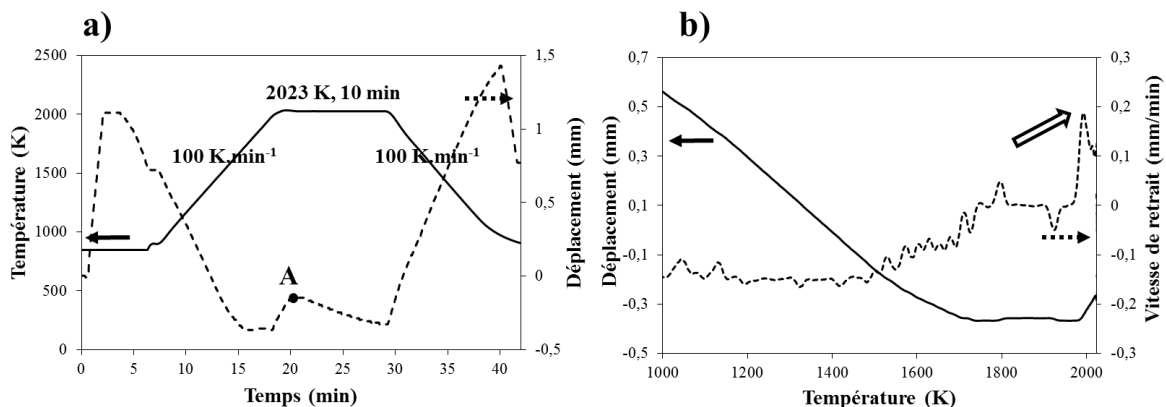 a)
2500
2000
1500
1000
500
0
Température (K)
0 5 10 15 20 25 30 35 40
Temps (min)
1,5
1
0,5
0
-0,5
Déplacement (mm)
2023 K, 10 min
100 K.min-1
100 K.min-1
A
b)
0,7
0,5
0,3
0,1
-0,1
-0,3
-0,5
Déplacement (mm)
1000 1200 1400 1600 1800 2000
Température (K)
0,3
0,2
0,1
0
-0,1
-0,2
-0,3
Vitesse de retrait (mm/min)